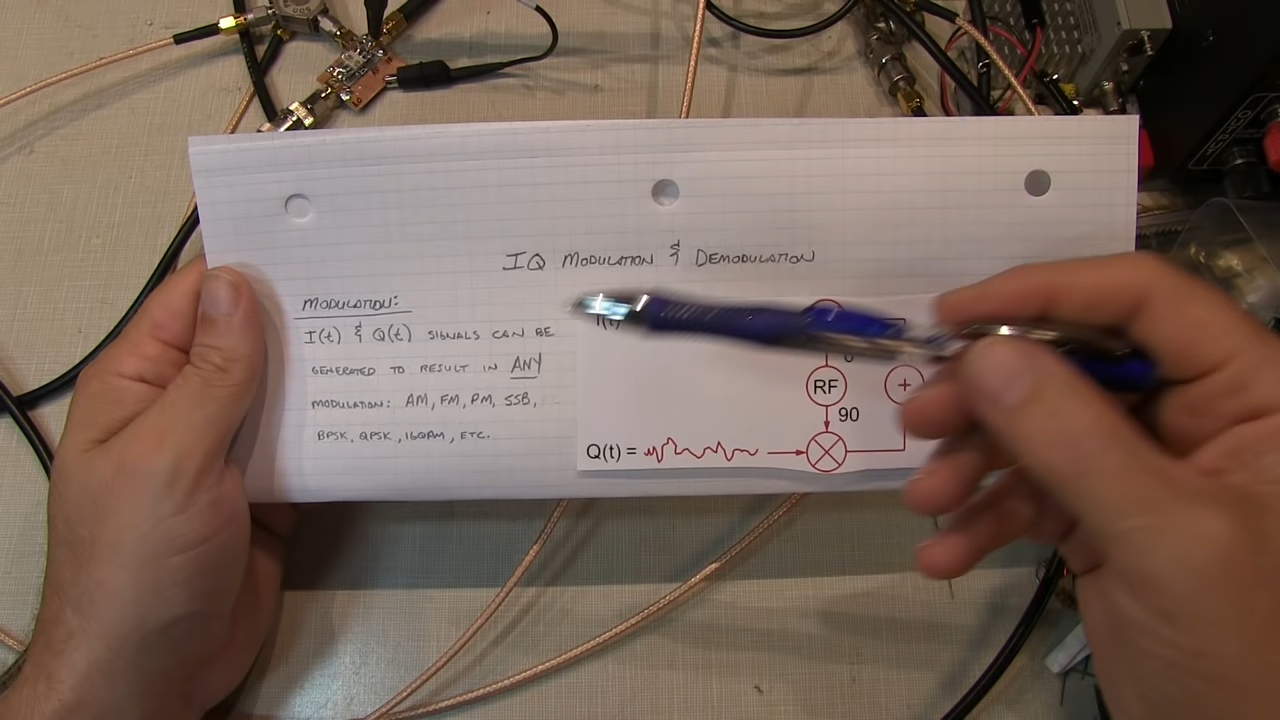 IQ MODULATION & DEMODULATION
MODULATION:
I(t) & Q(t) SIGNALS CAN BE
GENERATED TO RESULT IN ANY
MODULATION: AM, FM, PM, SSB,
BPSK, QPSK, 16QAM, ETC.
I(t)
0
RF
90
Q(t) =